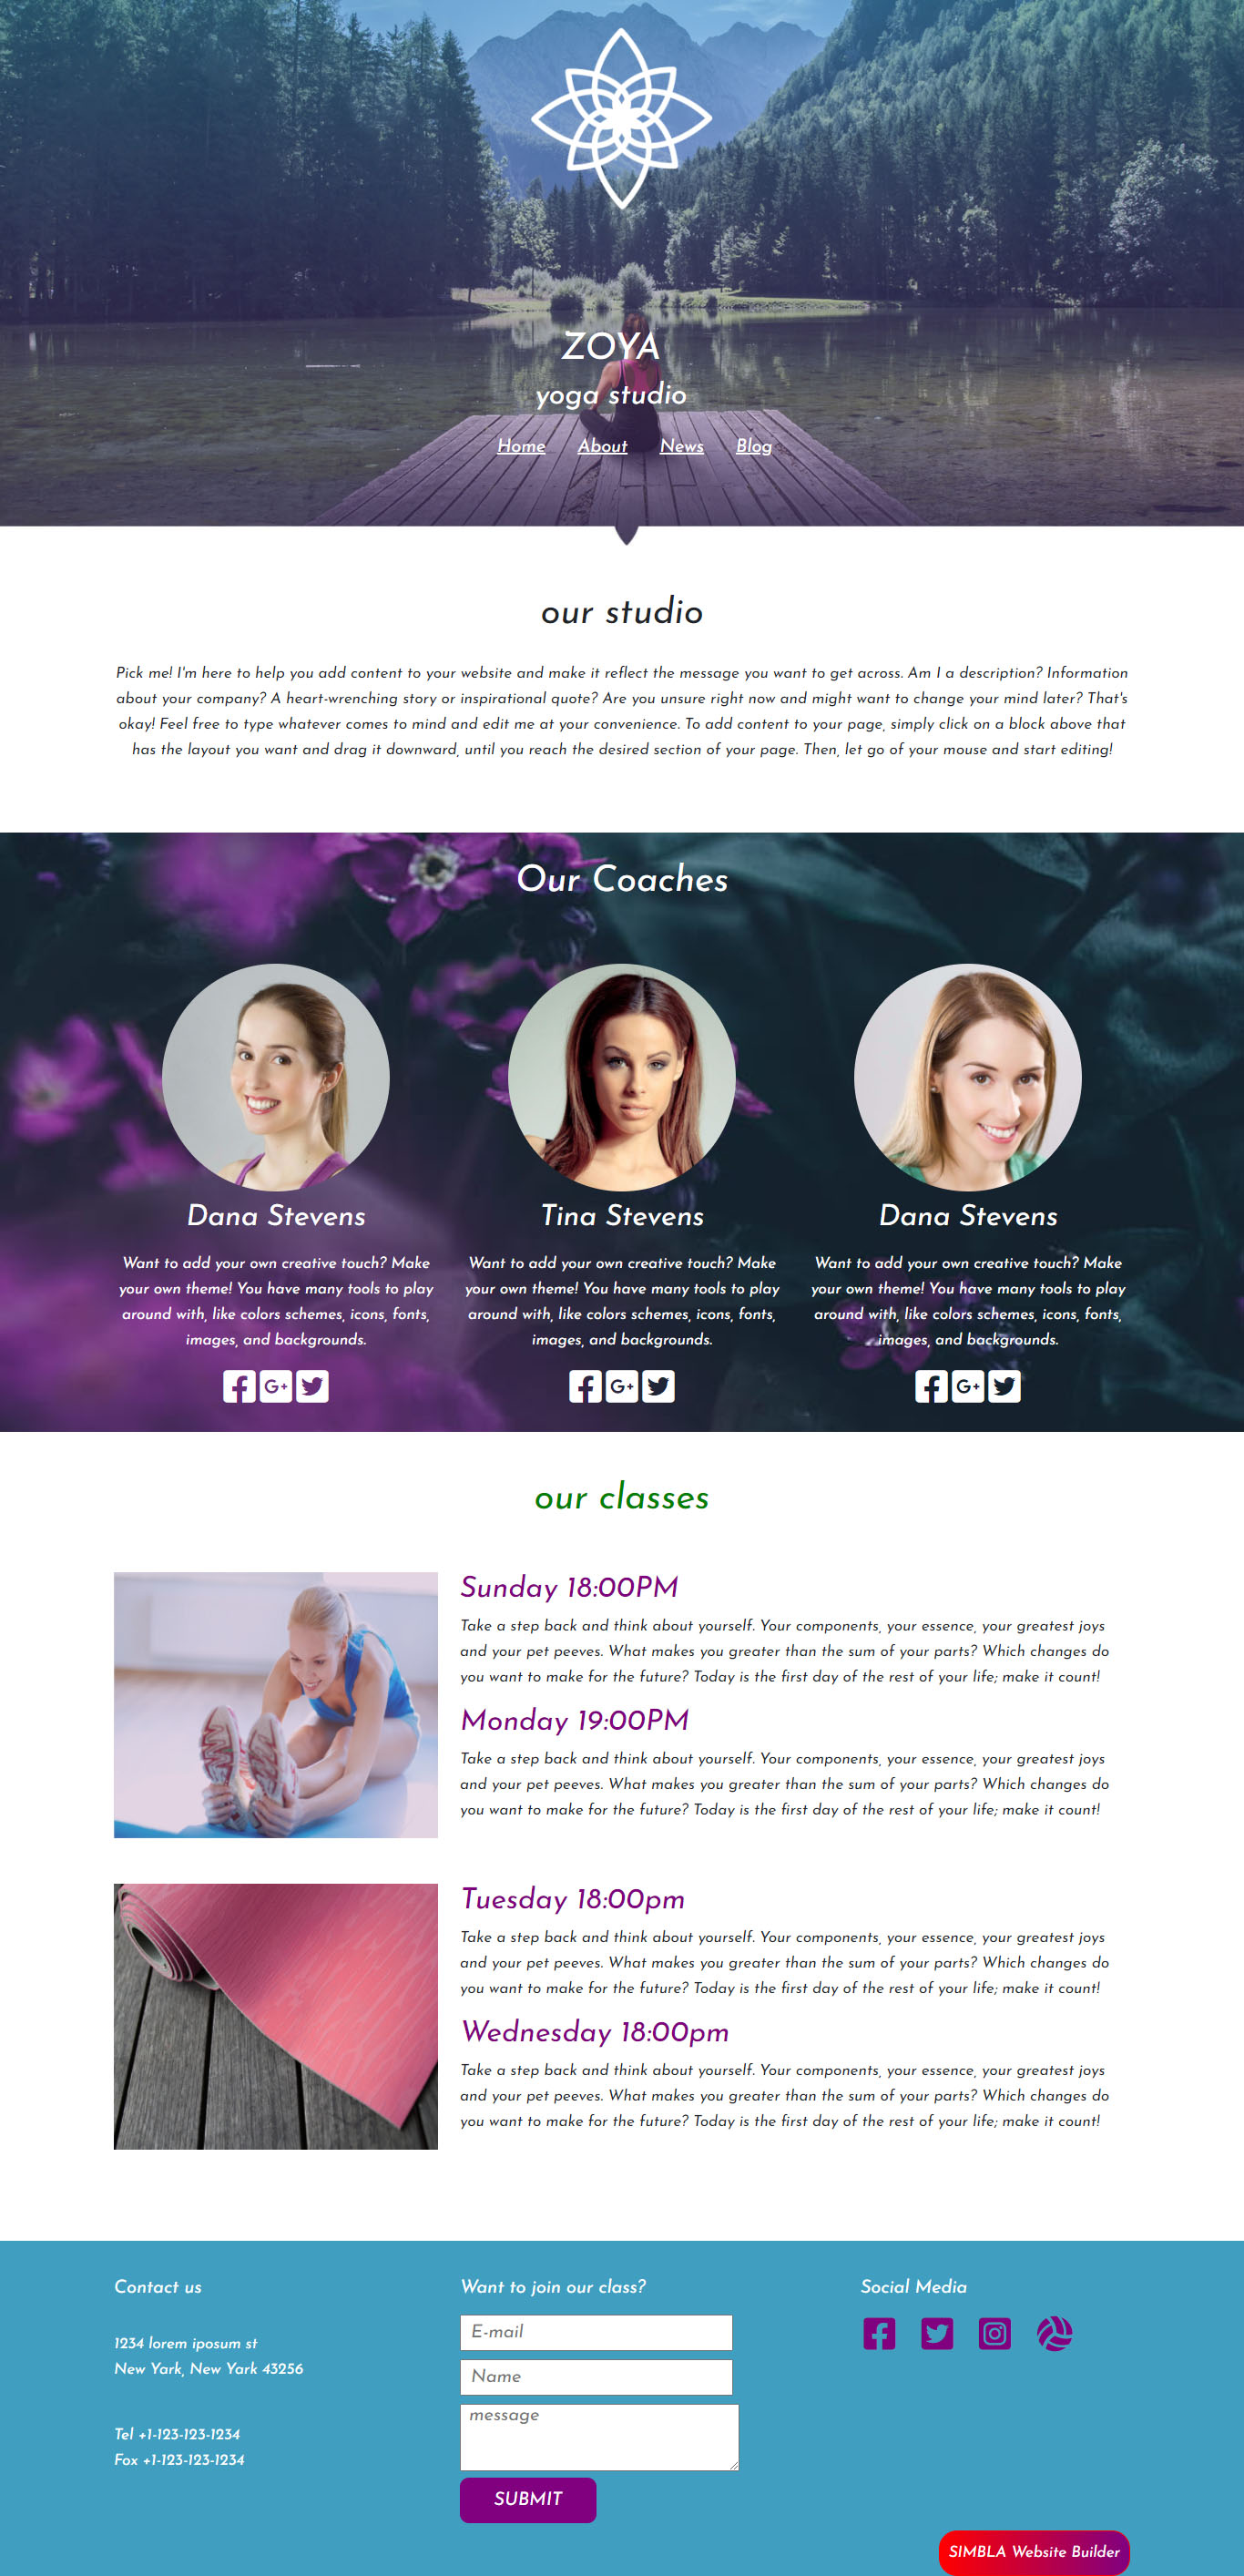 ZOYA
yoga studio
Home About News Blog
our studio
Pick me! I'm here to help you add content to your website and make it reflect the message you want to get across. Am I a description? Information
about your company? A heart-wrenching story or inspirational quote? Are you unsure right now and might want to change your mind later? That's
okay! Feel free to type whatever comes to mind and edit me at your convenience. To add content to your page, simply click on a block above that
has the layout you want and drag it downward, until you reach the desired section of your page. Then, let go of your mouse and start editing!
Our Coaches
Dana Stevens
Want to add your own creative touch? Make
your own theme! You have many tools to play
around with, like colors schemes, icons, fonts,
images, and backgrounds.
G+
Tina Stevens
Want to add your own creative touch? Make
your own theme! You have many tools to play
around with, like colors schemes, icons, fonts,
images, and backgrounds.
G+
Dana Stevens
Want to add your own creative touch? Make
your own theme! You have many tools to play
around with, like colors schemes, icons, fonts,
images, and backgrounds.
G+
our classes
Sunday 18:00PM
Take a step back and think about yourself. Your components, your essence, your greatest joys
and your pet peeves. What makes you greater than the sum of your parts? Which changes do
you want to make for the future? Today is the first day of the rest of your life; make it count!
Monday 19:00PM
Take a step back and think about yourself. Your components, your essence, your greatest joys
and your pet peeves. What makes you greater than the sum of your parts? Which changes do
you want to make for the future? Today is the first day of the rest of your life; make it count!
Tuesday 18:00pm
Take a step back and think about yourself. Your components, your essence, your greatest joys
and your pet peeves. What makes you greater than the sum of your parts? Which changes do
you want to make for the future? Today is the first day of the rest of your life; make it count!
Wednesday 18:00pm
Take a step back and think about yourself. Your components, your essence, your greatest joys
and your pet peeves. What makes you greater than the sum of your parts? Which changes do
you want to make for the future? Today is the first day of the rest of your life; make it count!
Contact us
1234 lorem iposum st
New Yark, New Yark 43256
Tel +1-123-123-1234
Fox +1-123-123-1234
Want to join our class?
E-mail
Name
message
SUBMIT
Social Media
SIMBLA Website Builder